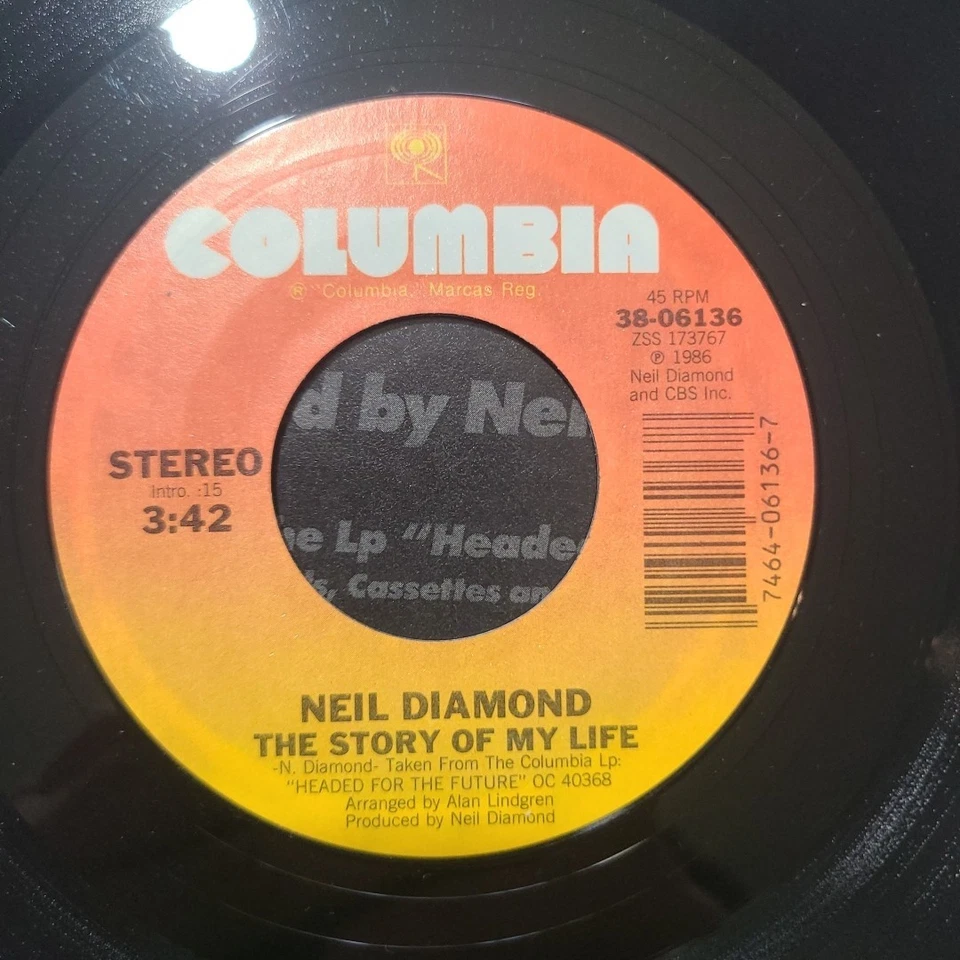 COLUMBIA
® "Columbia," Marcas Reg.
45 RPM
38-06136
ZSS 173767
℗ 1986
Neil Diamond
and CBS Inc.
7464-06136-7
STEREO
Intro. :15
3:42
d by Nei
he Lp "Heade
s, Cassettes an
NEIL DIAMOND
THE STORY OF MY LIFE
-N. Diamond- Taken From The Columbia Lp:
"HEADED FOR THE FUTURE" OC 40368
Arranged by Alan Lindgren
Produced by Neil Diamond